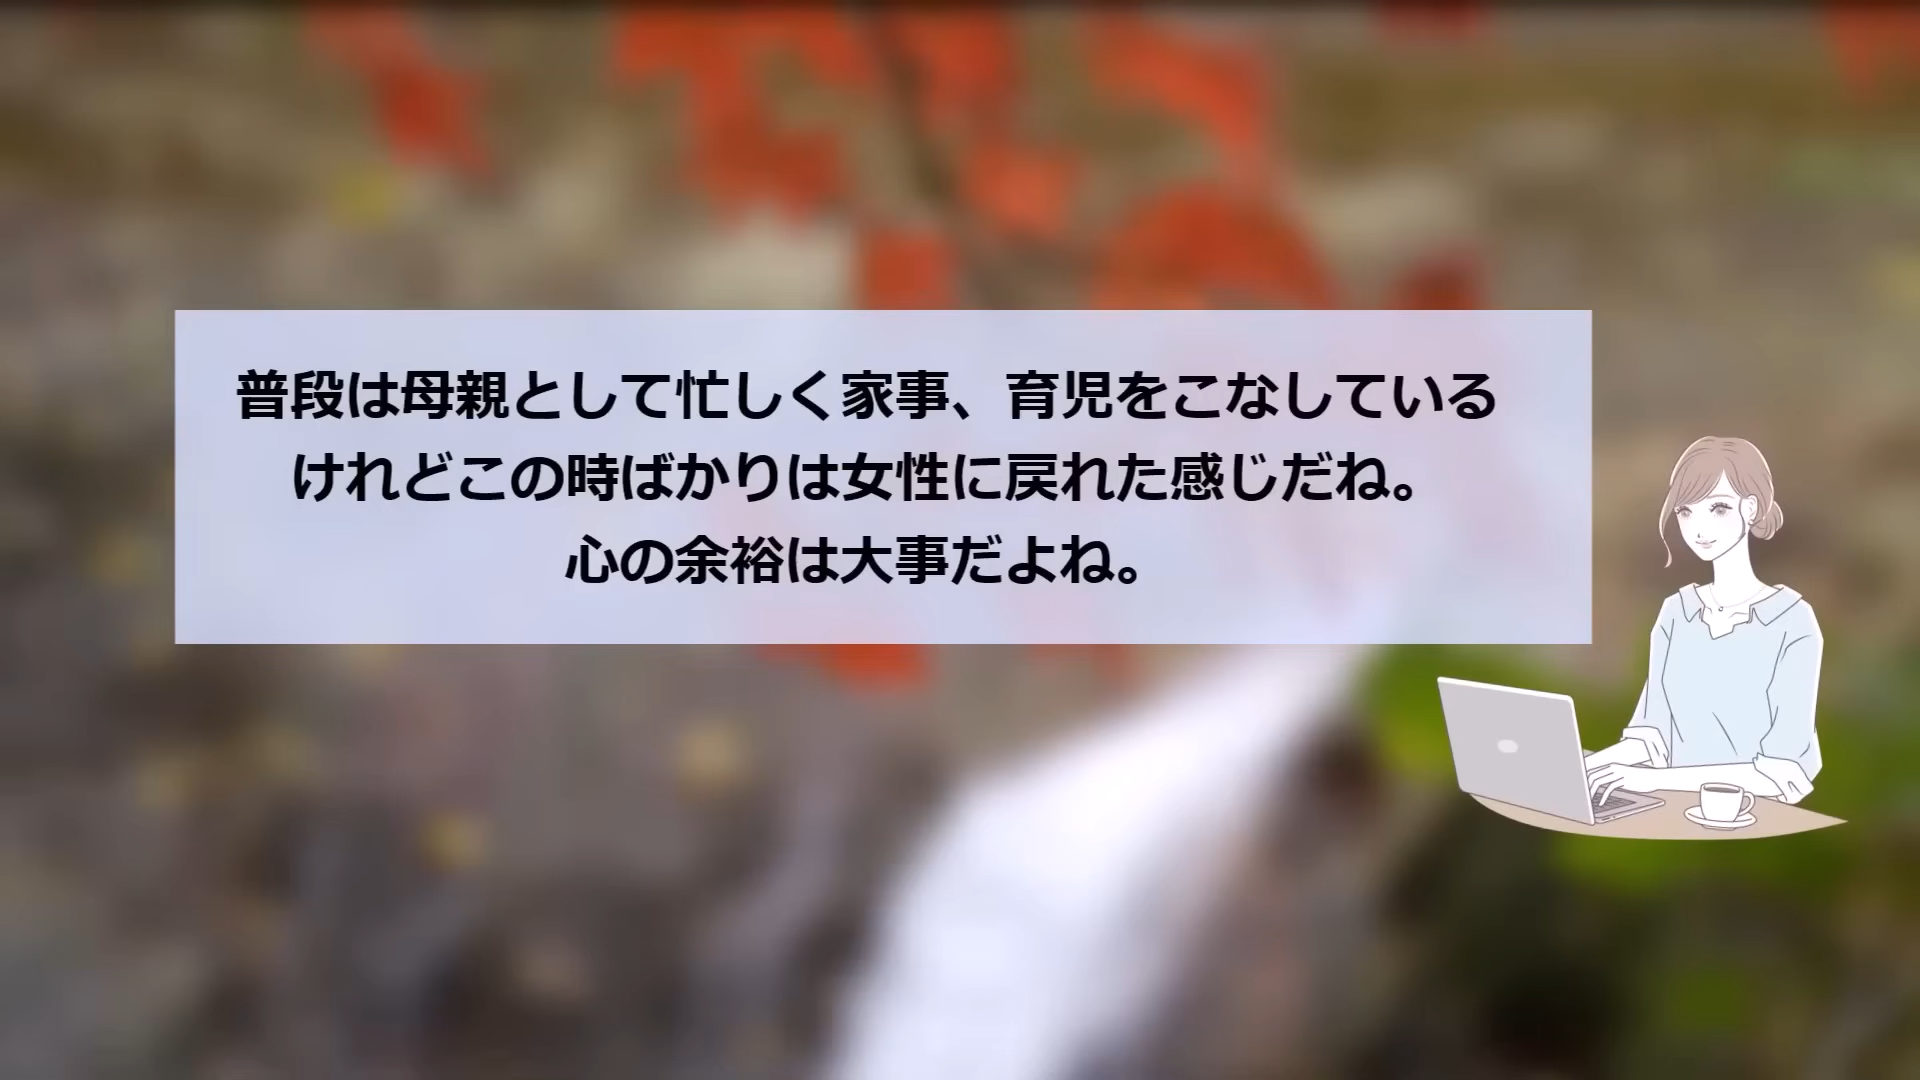 普段は母親として忙しく家事、育児をこなしている
けれどこの時ばかりは女性に戻れた感じだね。
心の余裕は大事だよね。